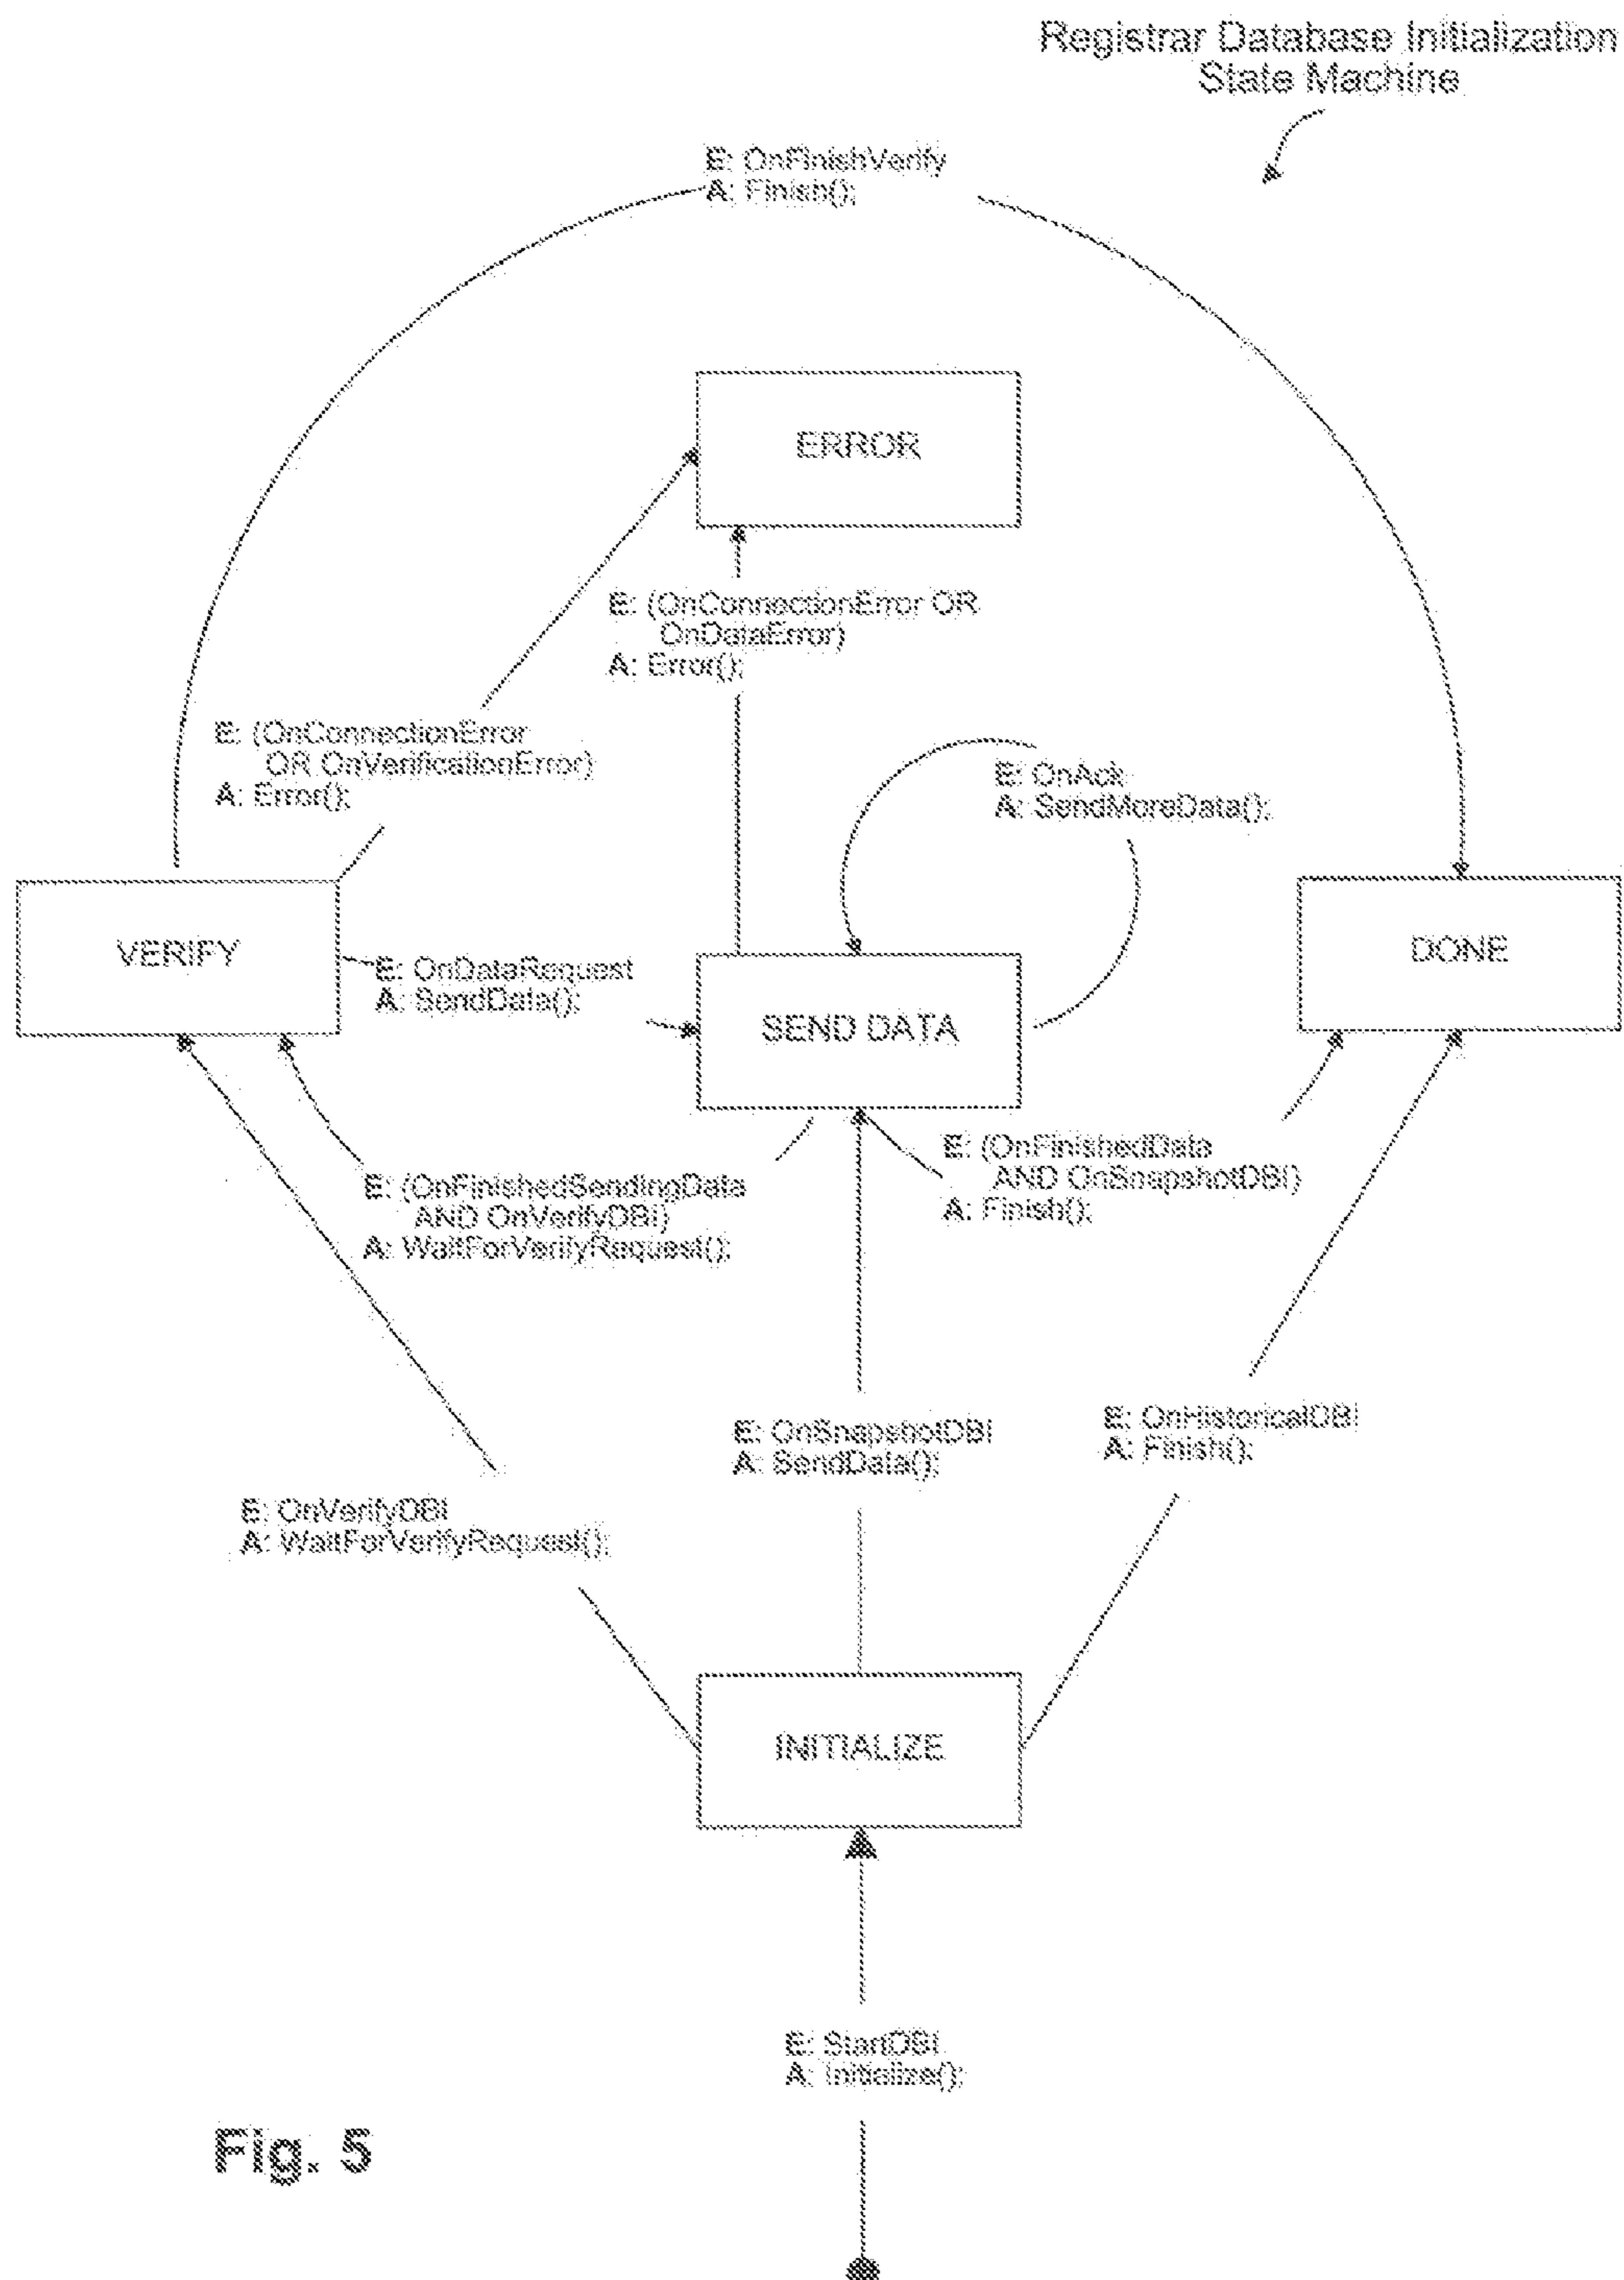 Registrar Database Initialization
State Machine
E: OnFinishVerify
A: Finish();
ERROR
E: (OnConnectionError OR
OnDataError)
A: Error();
E: (OnConnectionError
OR OnVerificationError)
A: Error();
E: OnAck
A: SendMoreData();
VERIFY
E: OnDataRequest
A: SendData();
SEND DATA
DONE
E: (OnFinishedSendingData
AND OnVerifyDBI)
A: WaitForVerifyRequest();
E: (OnFinishedData
AND OnSnapshotDBI)
A: Finish();
E: OnSnapshotDBI
A: SendData();
E: OnHistoricalDBI
A: Finish();
E: OnVerifyDBI
A: WaitForVerifyRequest();
INITIALIZE
E: StartDBI
A: Initialize();
Fig. 5